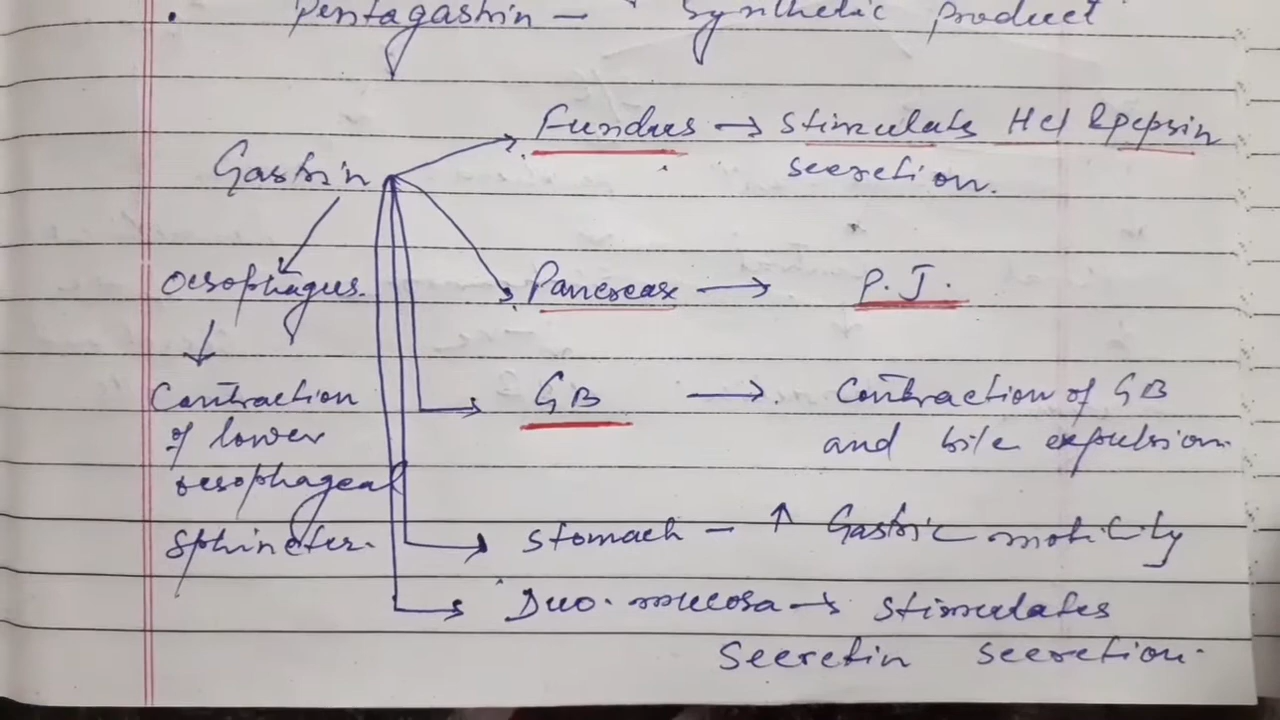 • Pentagastrin – Synthetic product
Gastrin
Fundus → Stimulates Hcl & pepsin
secretion.
Oesophagus.
↓
Contraction
of lower
oesophageal
Sphincter.
Pancreas → P.J.
GB → Contraction of GB
and bile expulsion.
Stomach – ↑ Gastric motility
Duo. mucosa → Stimulates
Secretin secretion.